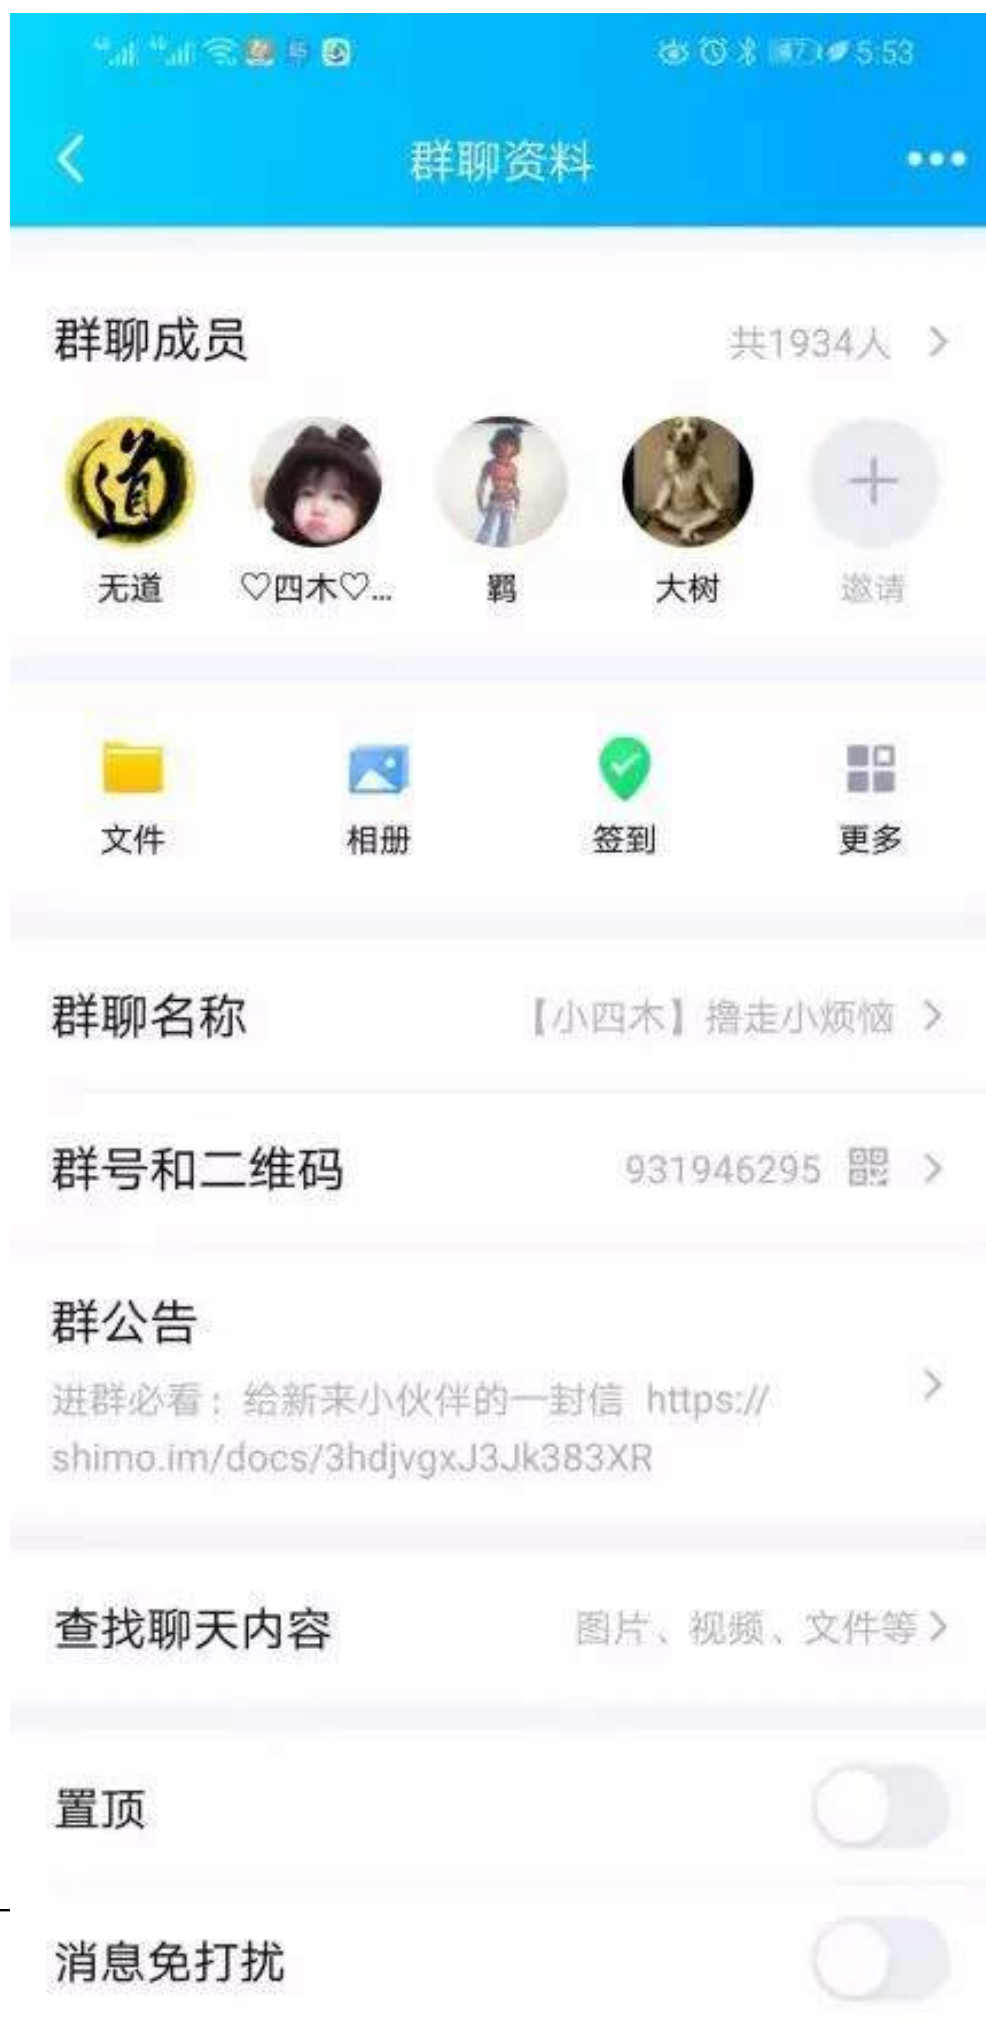 5:53
群聊资料
群聊成员 共1934人
道
无道 ♡四木♡... 羁 大树 邀请
文件 相册 签到 更多
群聊名称 【小四木】撸走小烦恼
群号和二维码 931946295
群公告
进群必看：给新来小伙伴的一封信 https://
shimo.im/docs/3hdjvgxJ3Jk383XR
查找聊天内容 图片、视频、文件等
置顶
消息免打扰